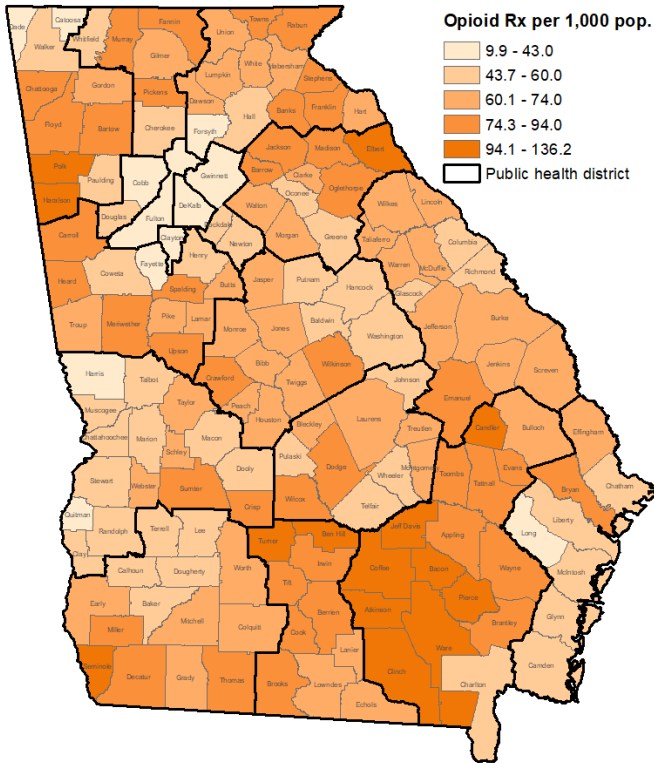 Opioid Rx per 1,000 pop.
9.9 - 43.0
43.7 - 60.0
60.1 - 74.0
74.3 - 94.0
94.1 - 136.2
Public health district
Dade
Catoosa
Whitfield
Murray
Fannin
Union
Towns
Rabun
Walker
Gilmer
White
Habersham
Lumpkin
Stephens
Chattooga
Gordon
Pickens
Dawson
Banks
Franklin
Hart
Hall
Floyd
Bartow
Cherokee
Forsyth
Jackson
Madison
Elbert
Polk
Paulding
Cobb
Gwinnett
Barrow
Clarke
Oglethorpe
Oconee
Haralson
Douglas
Fulton
DeKalb
Walton
Wilkes
Lincoln
Rockdale
Carroll
Clayton
Newton
Morgan
Greene
Taliaferro
Columbia
Fayette
Henry
McDuffie
Warren
Richmond
Heard
Coweta
Spalding
Butts
Jasper
Putnam
Hancock
Glascock
Troup
Meriwether
Pike
Lamar
Monroe
Jones
Baldwin
Washington
Jefferson
Burke
Upson
Bibb
Wilkinson
Jenkins
Screven
Harris
Talbot
Crawford
Twiggs
Johnson
Emanuel
Muscogee
Taylor
Peach
Houston
Laurens
Chattahoochee
Marion
Macon
Bleckley
Treutlen
Candler
Bulloch
Effingham
Schley
Dooly
Pulaski
Dodge
Wheeler
Montgomery
Toombs
Evans
Tattnall
Bryan
Chatham
Stewart
Webster
Sumter
Crisp
Wilcox
Telfair
Liberty
Long
Quitman
Randolph
Terrell
Lee
Turner
Ben Hill
Jeff Davis
Appling
Wayne
Clay
Calhoun
Dougherty
Worth
Irwin
Coffee
Bacon
McIntosh
Early
Baker
Tift
Pierce
Miller
Mitchell
Colquitt
Berrien
Atkinson
Brantley
Glynn
Cook
Ware
Seminole
Decatur
Grady
Thomas
Brooks
Lanier
Lowndes
Clinch
Charlton
Camden
Echols